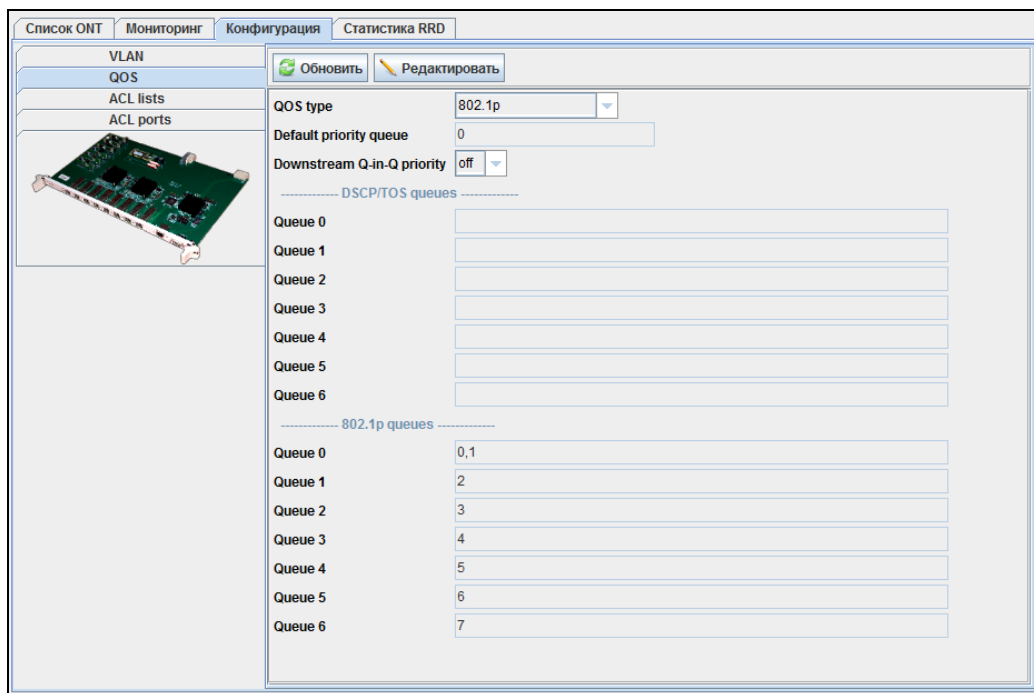 Список ONT Мониторинг Конфигурация Статистика RRD
VLAN
QOS
ACL lists
ACL ports
Обновить Редактировать
QOS type 802.1p
Default priority queue 0
Downstream Q-in-Q priority off
------------- DSCP/TOS queues -------------
Queue 0
Queue 1
Queue 2
Queue 3
Queue 4
Queue 5
Queue 6
------------- 802.1p queues -------------
Queue 0 0,1
Queue 1 2
Queue 2 3
Queue 3 4
Queue 4 5
Queue 5 6
Queue 6 7